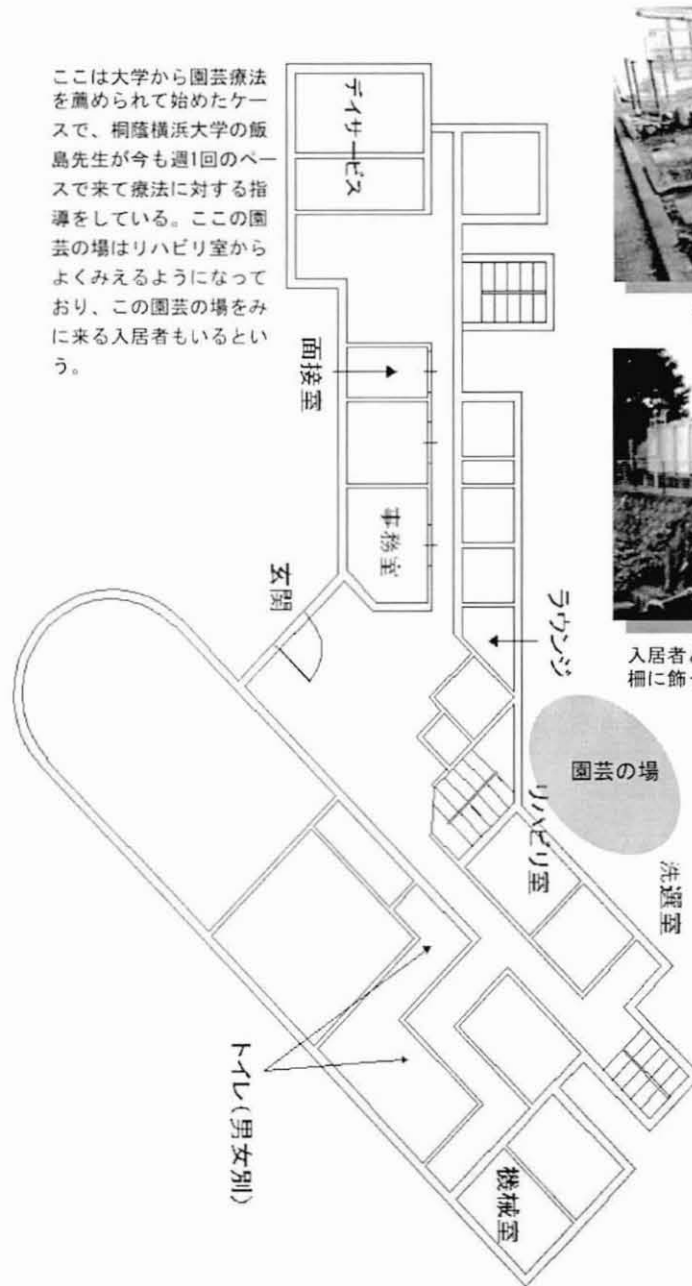 ここは大学から園芸療法
を薦められて始めたケー
スで、桐蔭横浜大学の飯
島先生が今も週1回のペー
スで来て療法に対する指
導をしている。ここの園
芸の場はリハビリ室から
よくみえるようになって
おり、この園芸の場をみ
に来る入居者もいるとい
う。
デイサービス
面接室
事務室
玄関
ラウンジ
入居者
柵に飾
園芸の場
リハビリ室
洗選室
トイレ(男女別)
機械室